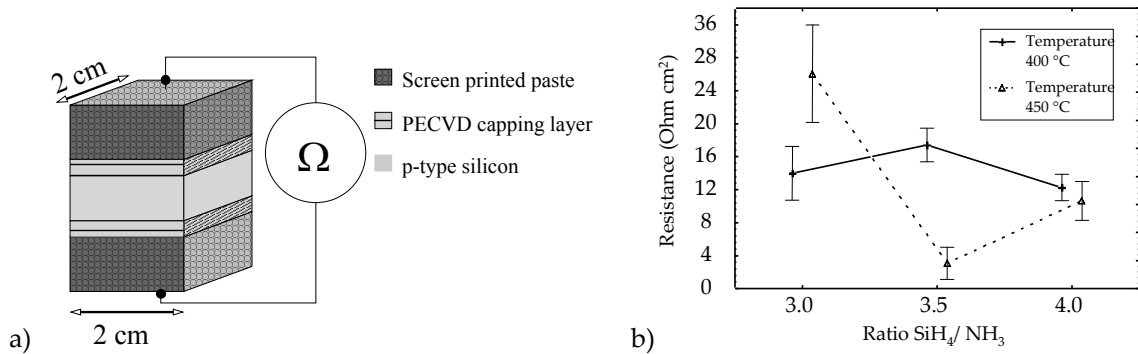 2 cm
Screen printed paste
PECVD capping layer
p-type silicon
Ω
2 cm
a)
Resistance (Ohm cm²)
36
28
24
20
16
12
8
4
0
3.0
3.5
4.0
Ratio SiH₄/ NH₃
Temperature
400 °C
Temperature
450 °C
b)